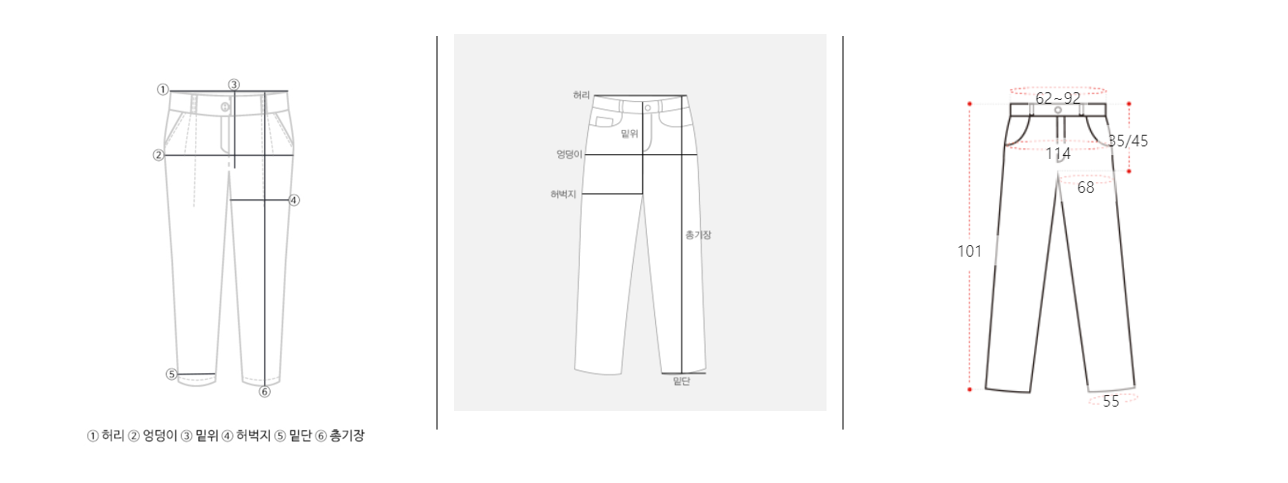 ①
③
②
④
⑤
⑥
① 허리 ② 엉덩이 ③ 밑위 ④ 허벅지 ⑤ 밑단 ⑥ 총기장
허리
밑위
엉덩이
허벅지
총기장
밑단
62~92
35/45
114
68
101
55